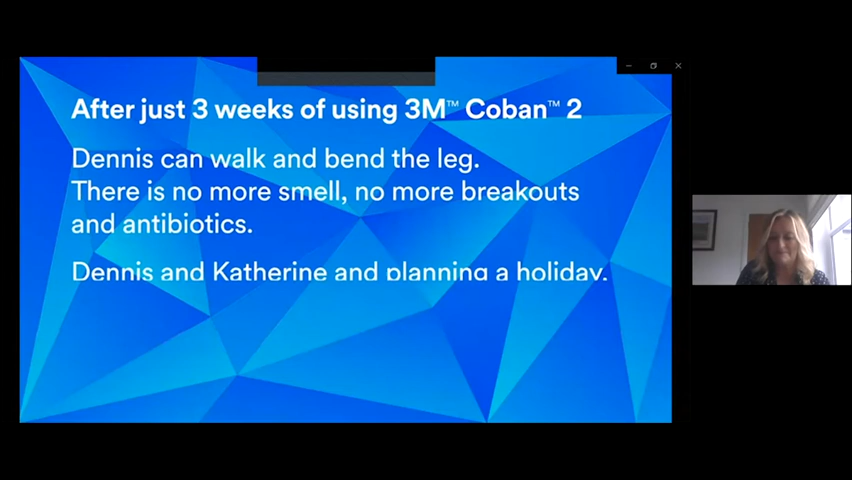 After just 3 weeks of using 3M™ Coban™ 2
Dennis can walk and bend the leg.
There is no more smell, no more breakouts
and antibiotics.
Dennis and Katherine and planning a holiday.